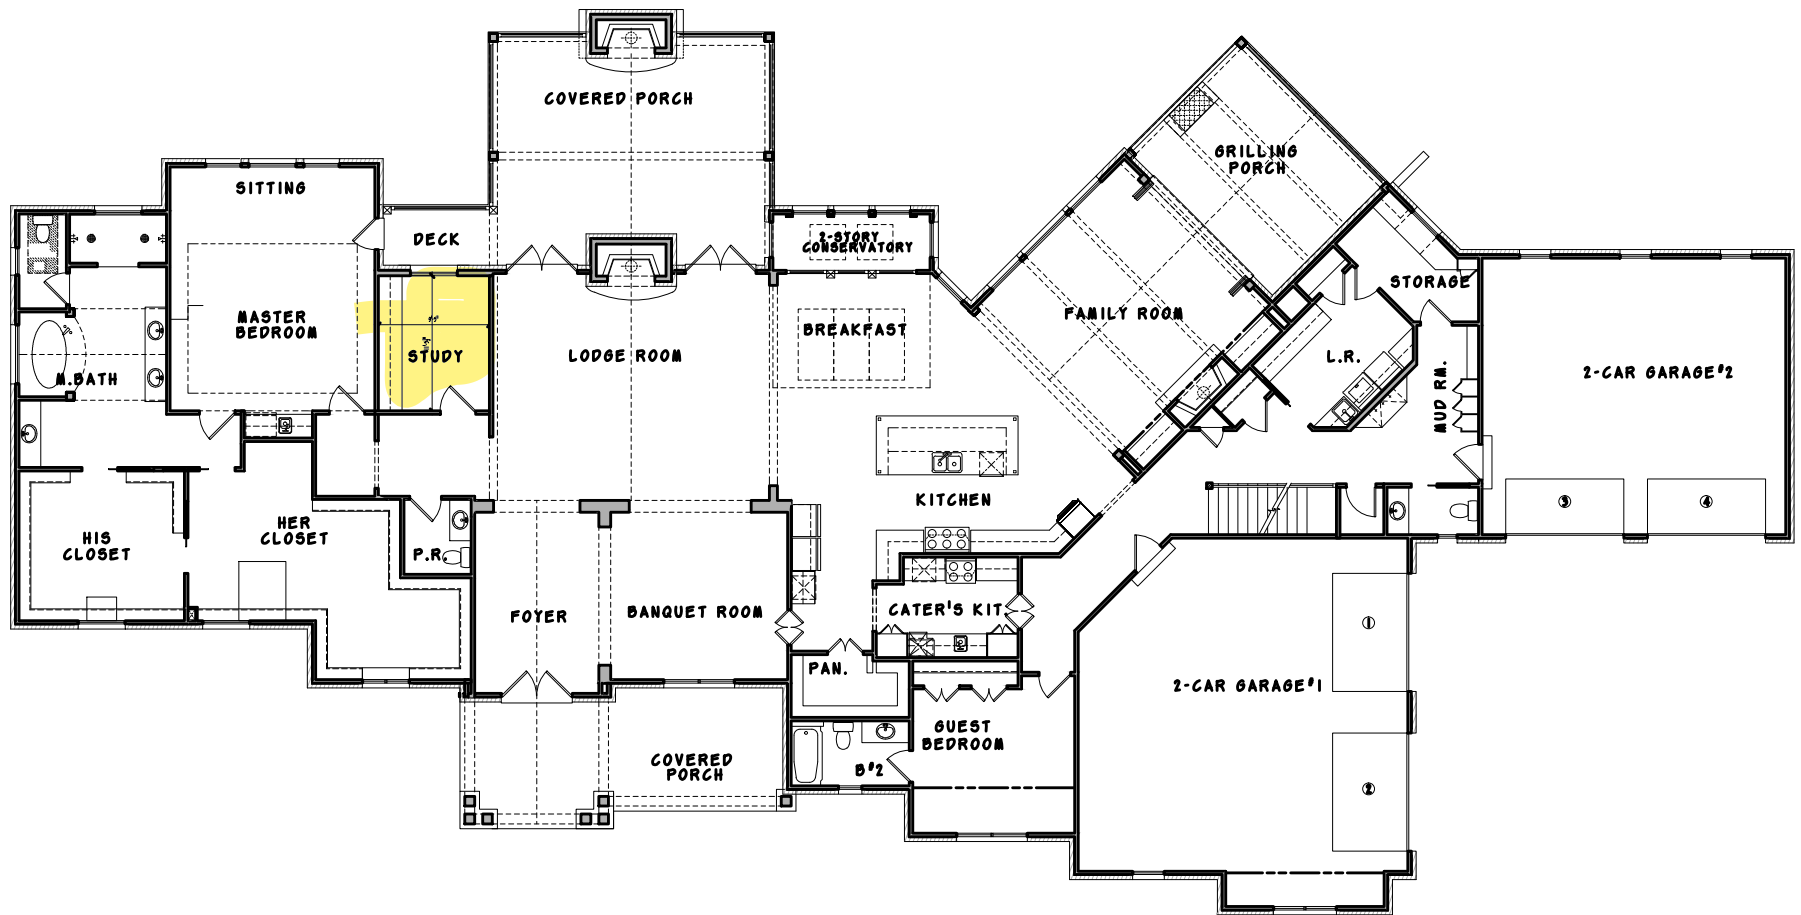 COVERED PORCH
GRILLING
PORCH
SITTING
DECK
2-STORY
CONSERVATORY
STORAGE
MASTER
BEDROOM
FAMILY ROOM
BREAKFAST
STUDY
LODGE ROOM
L.R.
M.BATH
2-CAR GARAGE#2
MUD RM.
KITCHEN
3
4
HIS
CLOSET
HER
CLOSET
P.R.
FOYER
BANQUET ROOM
CATER'S KIT.
1
PAN.
2-CAR GARAGE#1
GUEST
BEDROOM
COVERED
PORCH
B#2
2